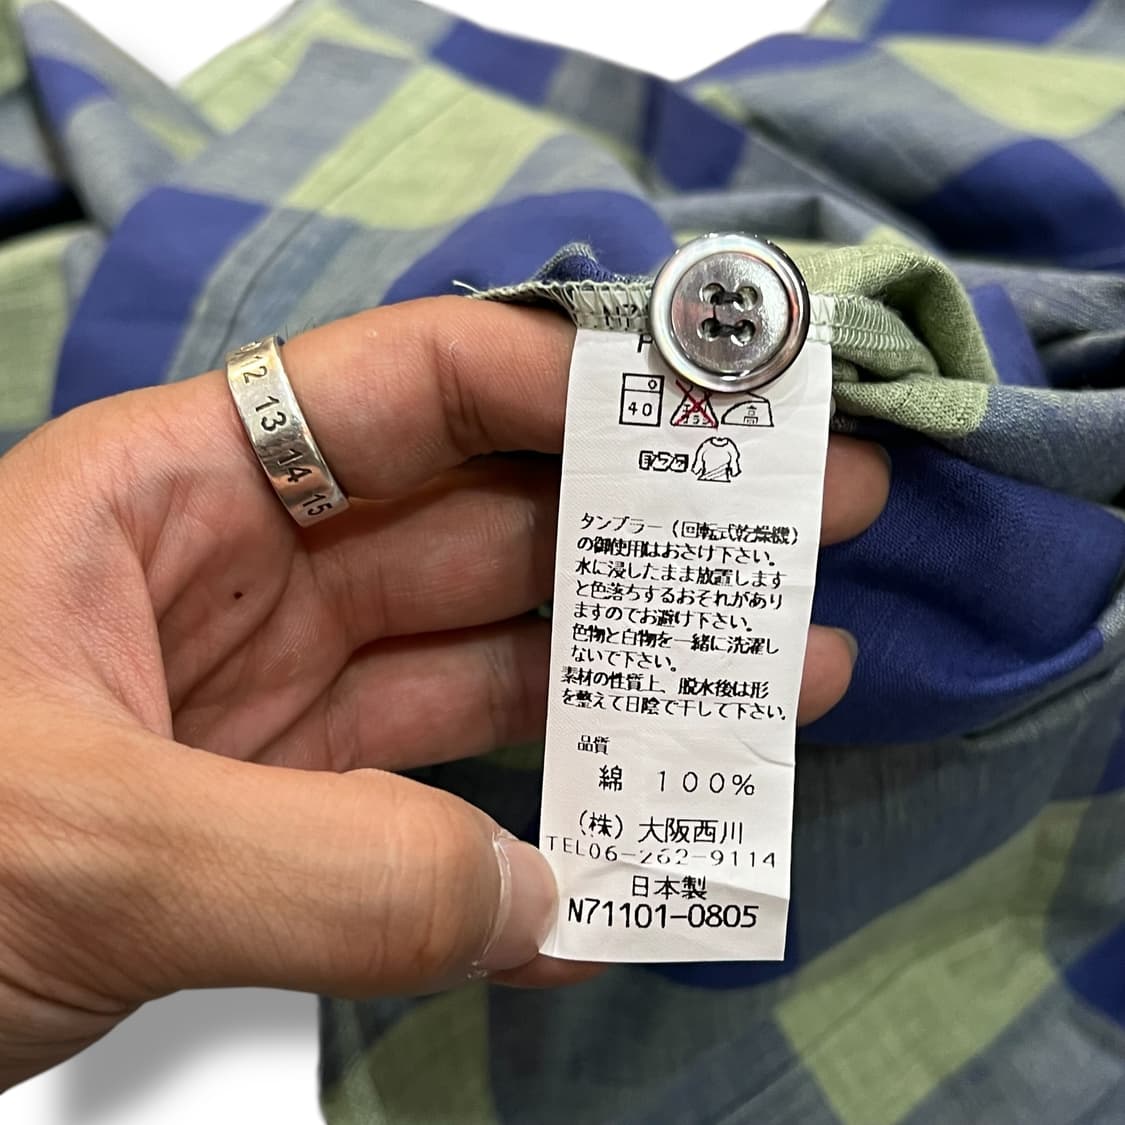 12 13 14 15
40
高
タンブラー（回転式乾燥機）
の御使用はおさけ下さい。
水に浸したまま放置します
と色落ちするおそれがあり
ますのでお避け下さい。
色物と白物を一緒に洗濯し
ないで下さい。
素材の性質上、脱水後は形
を整えて日陰で干して下さい。
品質
綿 100%
（株）大阪西川
TEL06-262-9114
日本製
N71101-0805